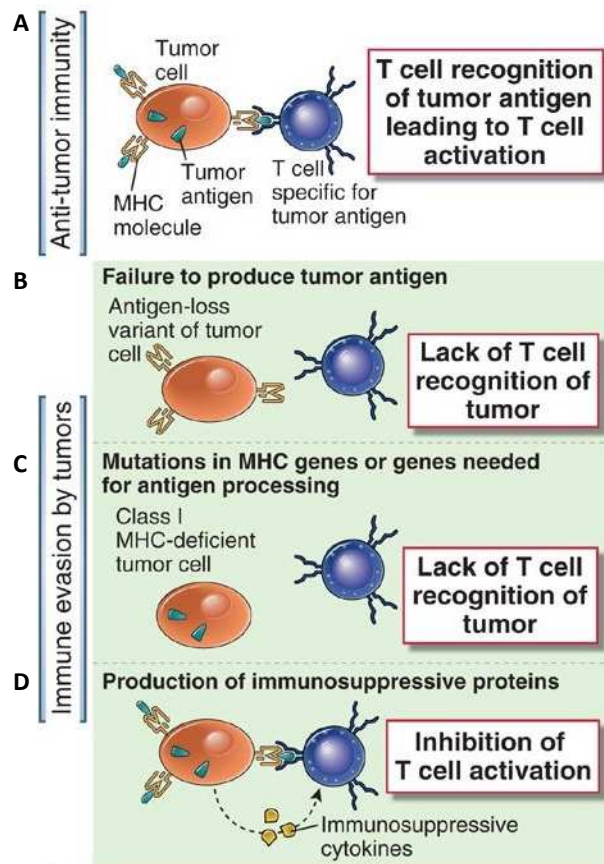 A
Anti-tumor immunity
Tumor
cell
Tumor
antigen
MHC
molecule
T cell
specific for
tumor antigen
T cell recognition
of tumor antigen
leading to T cell
activation
Immune evasion by tumors
B
Failure to produce tumor antigen
Antigen-loss
variant of tumor
cell
Lack of T cell
recognition of
tumor
C
Mutations in MHC genes or genes needed
for antigen processing
Class I
MHC-deficient
tumor cell
Lack of T cell
recognition of
tumor
D
Production of immunosuppressive proteins
Inhibition of
T cell activation
Immunosuppressive
cytokines